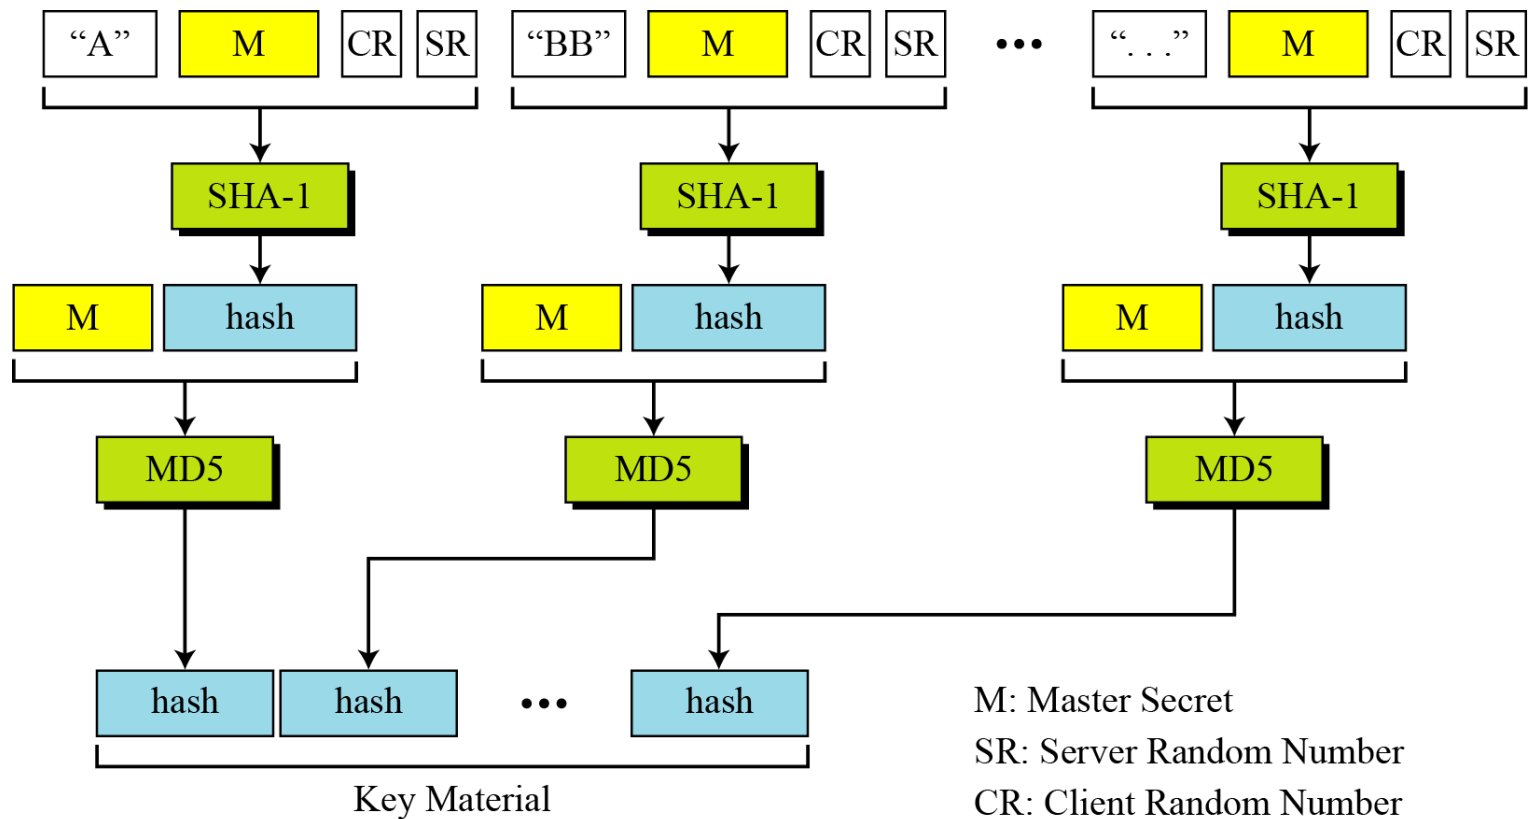 “A” M CR SR “BB” M CR SR ••• “. . .” M CR SR
SHA-1 SHA-1 SHA-1
M hash M hash M hash
MD5 MD5 MD5
hash hash ••• hash
Key Material
M: Master Secret
SR: Server Random Number
CR: Client Random Number